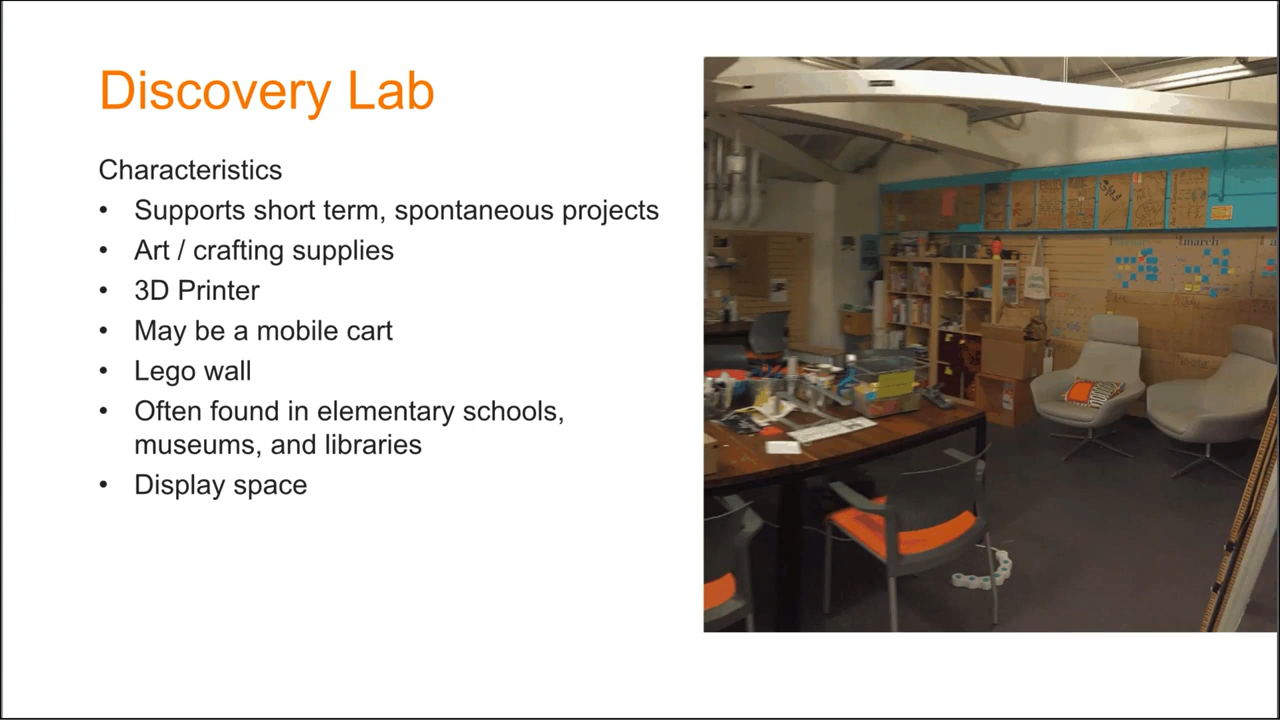 Discovery Lab
Characteristics
• Supports short term, spontaneous projects
• Art / crafting supplies
• 3D Printer
• May be a mobile cart
• Lego wall
• Often found in elementary schools,
museums, and libraries
• Display space
march